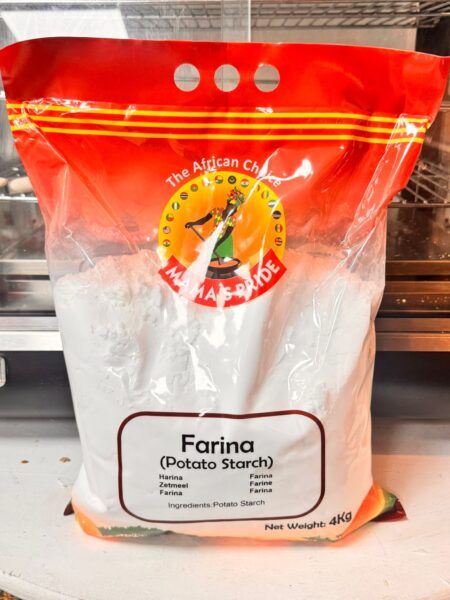 The African Choice
MAMA'S PRIDE
Farina
(Potato Starch)
Harina Farina
Zetmeel Farine
Farina Farina
Ingredients:Potato Starch
Net Weight: 4Kg